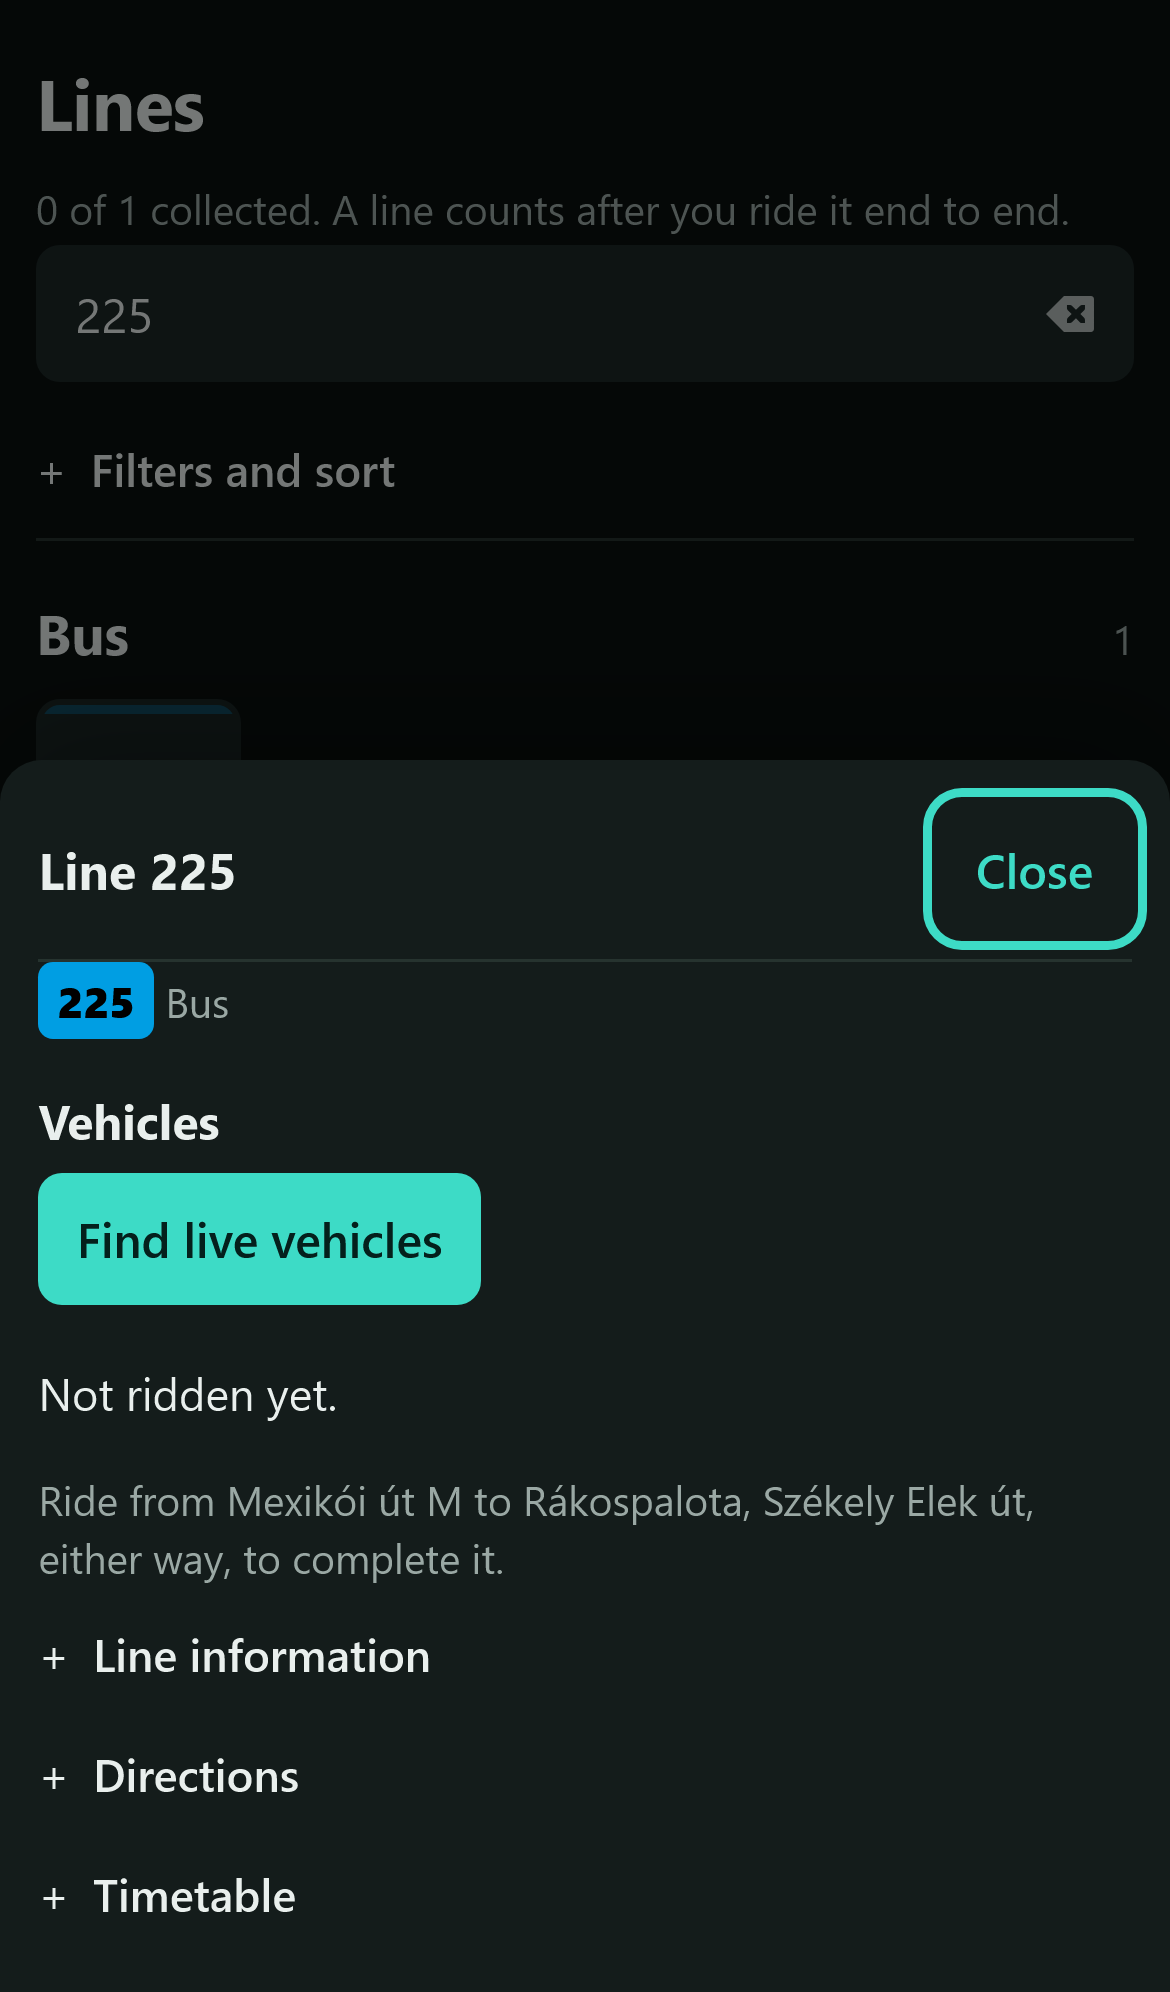 Lines
0 of 1 collected. A line counts after you ride it end to end.
225
+ Filters and sort
Bus 1
Line 225 Close
225 Bus
Vehicles
Find live vehicles
Not ridden yet.
Ride from Mexikói út M to Rákospalota, Székely Elek út,
either way, to complete it.
+ Line information
+ Directions
+ Timetable